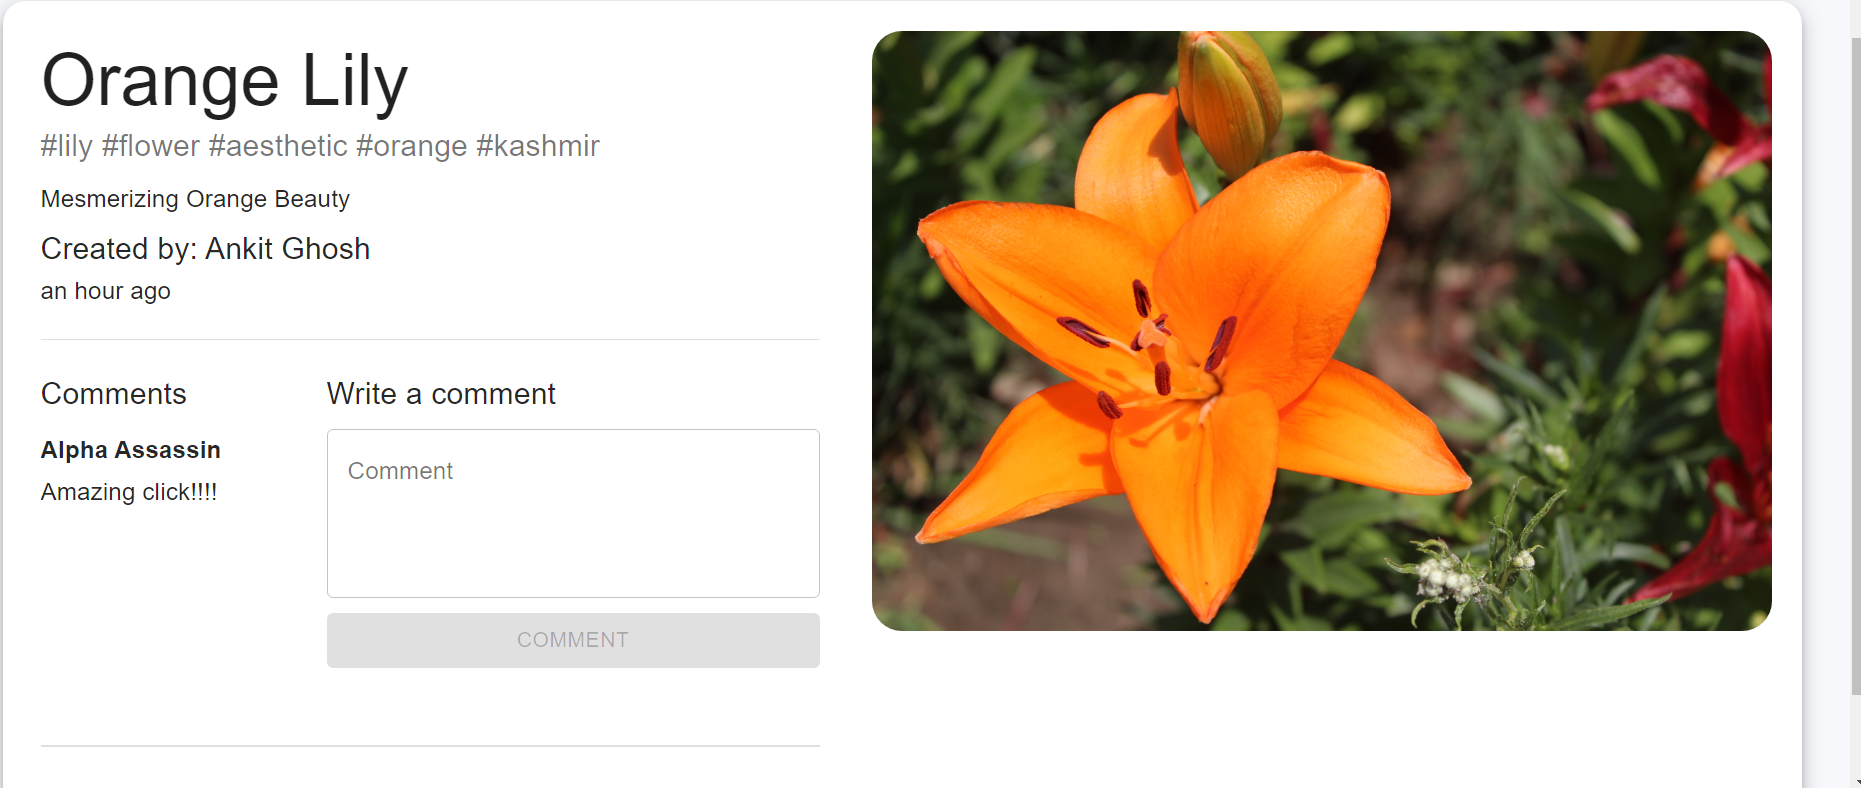 Orange Lily
#lily #flower #aesthetic #orange #kashmir
Mesmerizing Orange Beauty
Created by: Ankit Ghosh
an hour ago
Comments
Alpha Assassin
Amazing click!!!!
Write a comment
Comment
COMMENT